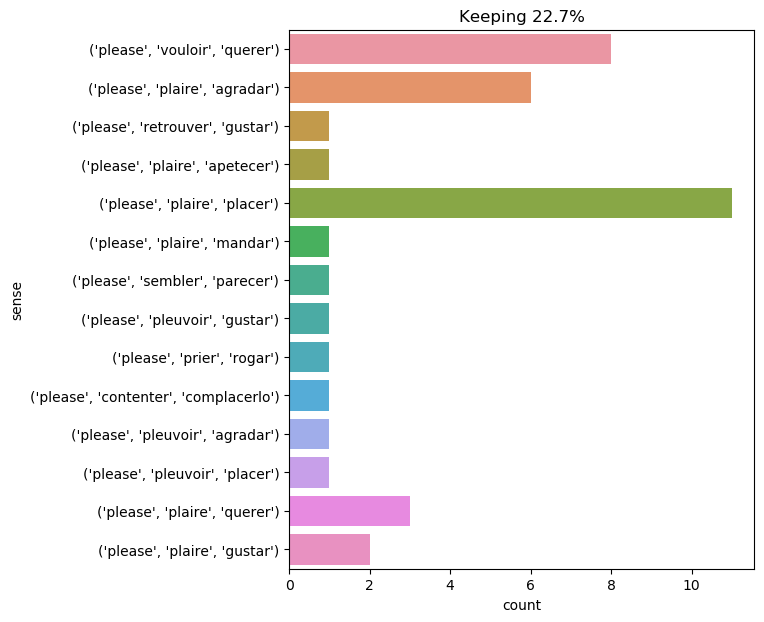 Keeping 22.7%
('please', 'vouloir', 'querer')
('please', 'plaire', 'agradar')
('please', 'retrouver', 'gustar')
('please', 'plaire', 'apetecer')
('please', 'plaire', 'placer')
('please', 'plaire', 'mandar')
('please', 'sembler', 'parecer')
('please', 'pleuvoir', 'gustar')
('please', 'prier', 'rogar')
('please', 'contenter', 'complacerlo')
('please', 'pleuvoir', 'agradar')
('please', 'pleuvoir', 'placer')
('please', 'plaire', 'querer')
('please', 'plaire', 'gustar')
sense
0 2 4 6 8 10
count